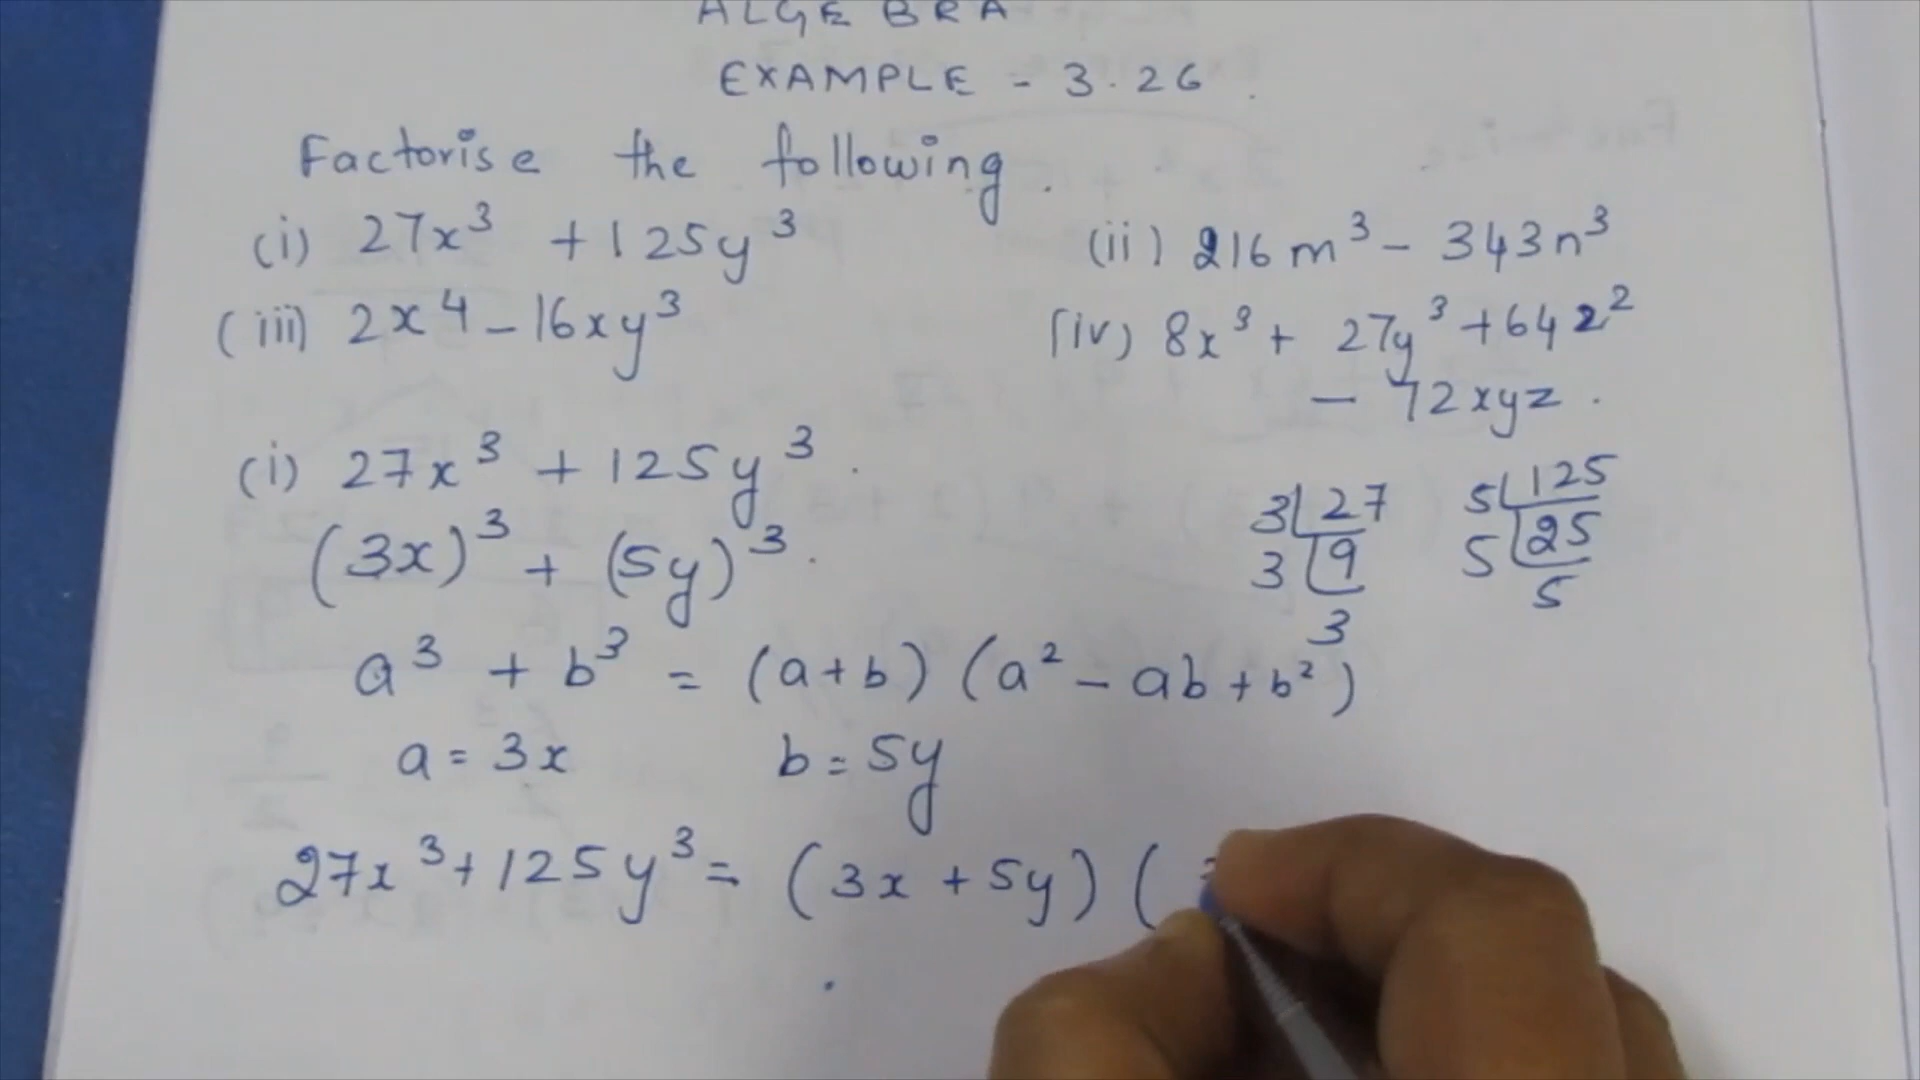 ALGEBRA
EXAMPLE - 3.26
Factorise the following.
(i) 27x³ + 125y³ (ii) 216m³ - 343n³
(iii) 2x⁴ - 16xy³ (iv) 8x³ + 27y³ + 64z²
- 72xyz.
(i) 27x³ + 125y³. 3 27 5 125
(3x)³ + (5y)³. 3 9 5 25
3 5
a³ + b³ = (a+b) (a² - ab + b²)
a = 3x b = 5y
27x³ + 125y³ = (3x + 5y) (